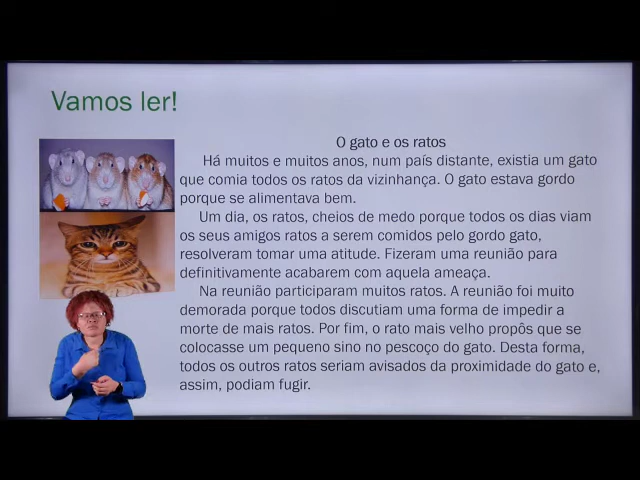 Vamos ler!
O gato e os ratos
Há muitos e muitos anos, num país distante, existia um gato
que comia todos os ratos da vizinhança. O gato estava gordo
porque se alimentava bem.
Um dia, os ratos, cheios de medo porque todos os dias viam
os seus amigos ratos a serem comidos pelo gordo gato,
resolveram tomar uma atitude. Fizeram uma reunião para
definitivamente acabarem com aquela ameaça.
Na reunião participaram muitos ratos. A reunião foi muito
demorada porque todos discutiam uma forma de impedir a
morte de mais ratos. Por fim, o rato mais velho propôs que se
colocasse um pequeno sino no pescoço do gato. Desta forma,
todos os outros ratos seriam avisados da proximidade do gato e,
assim, podiam fugir.